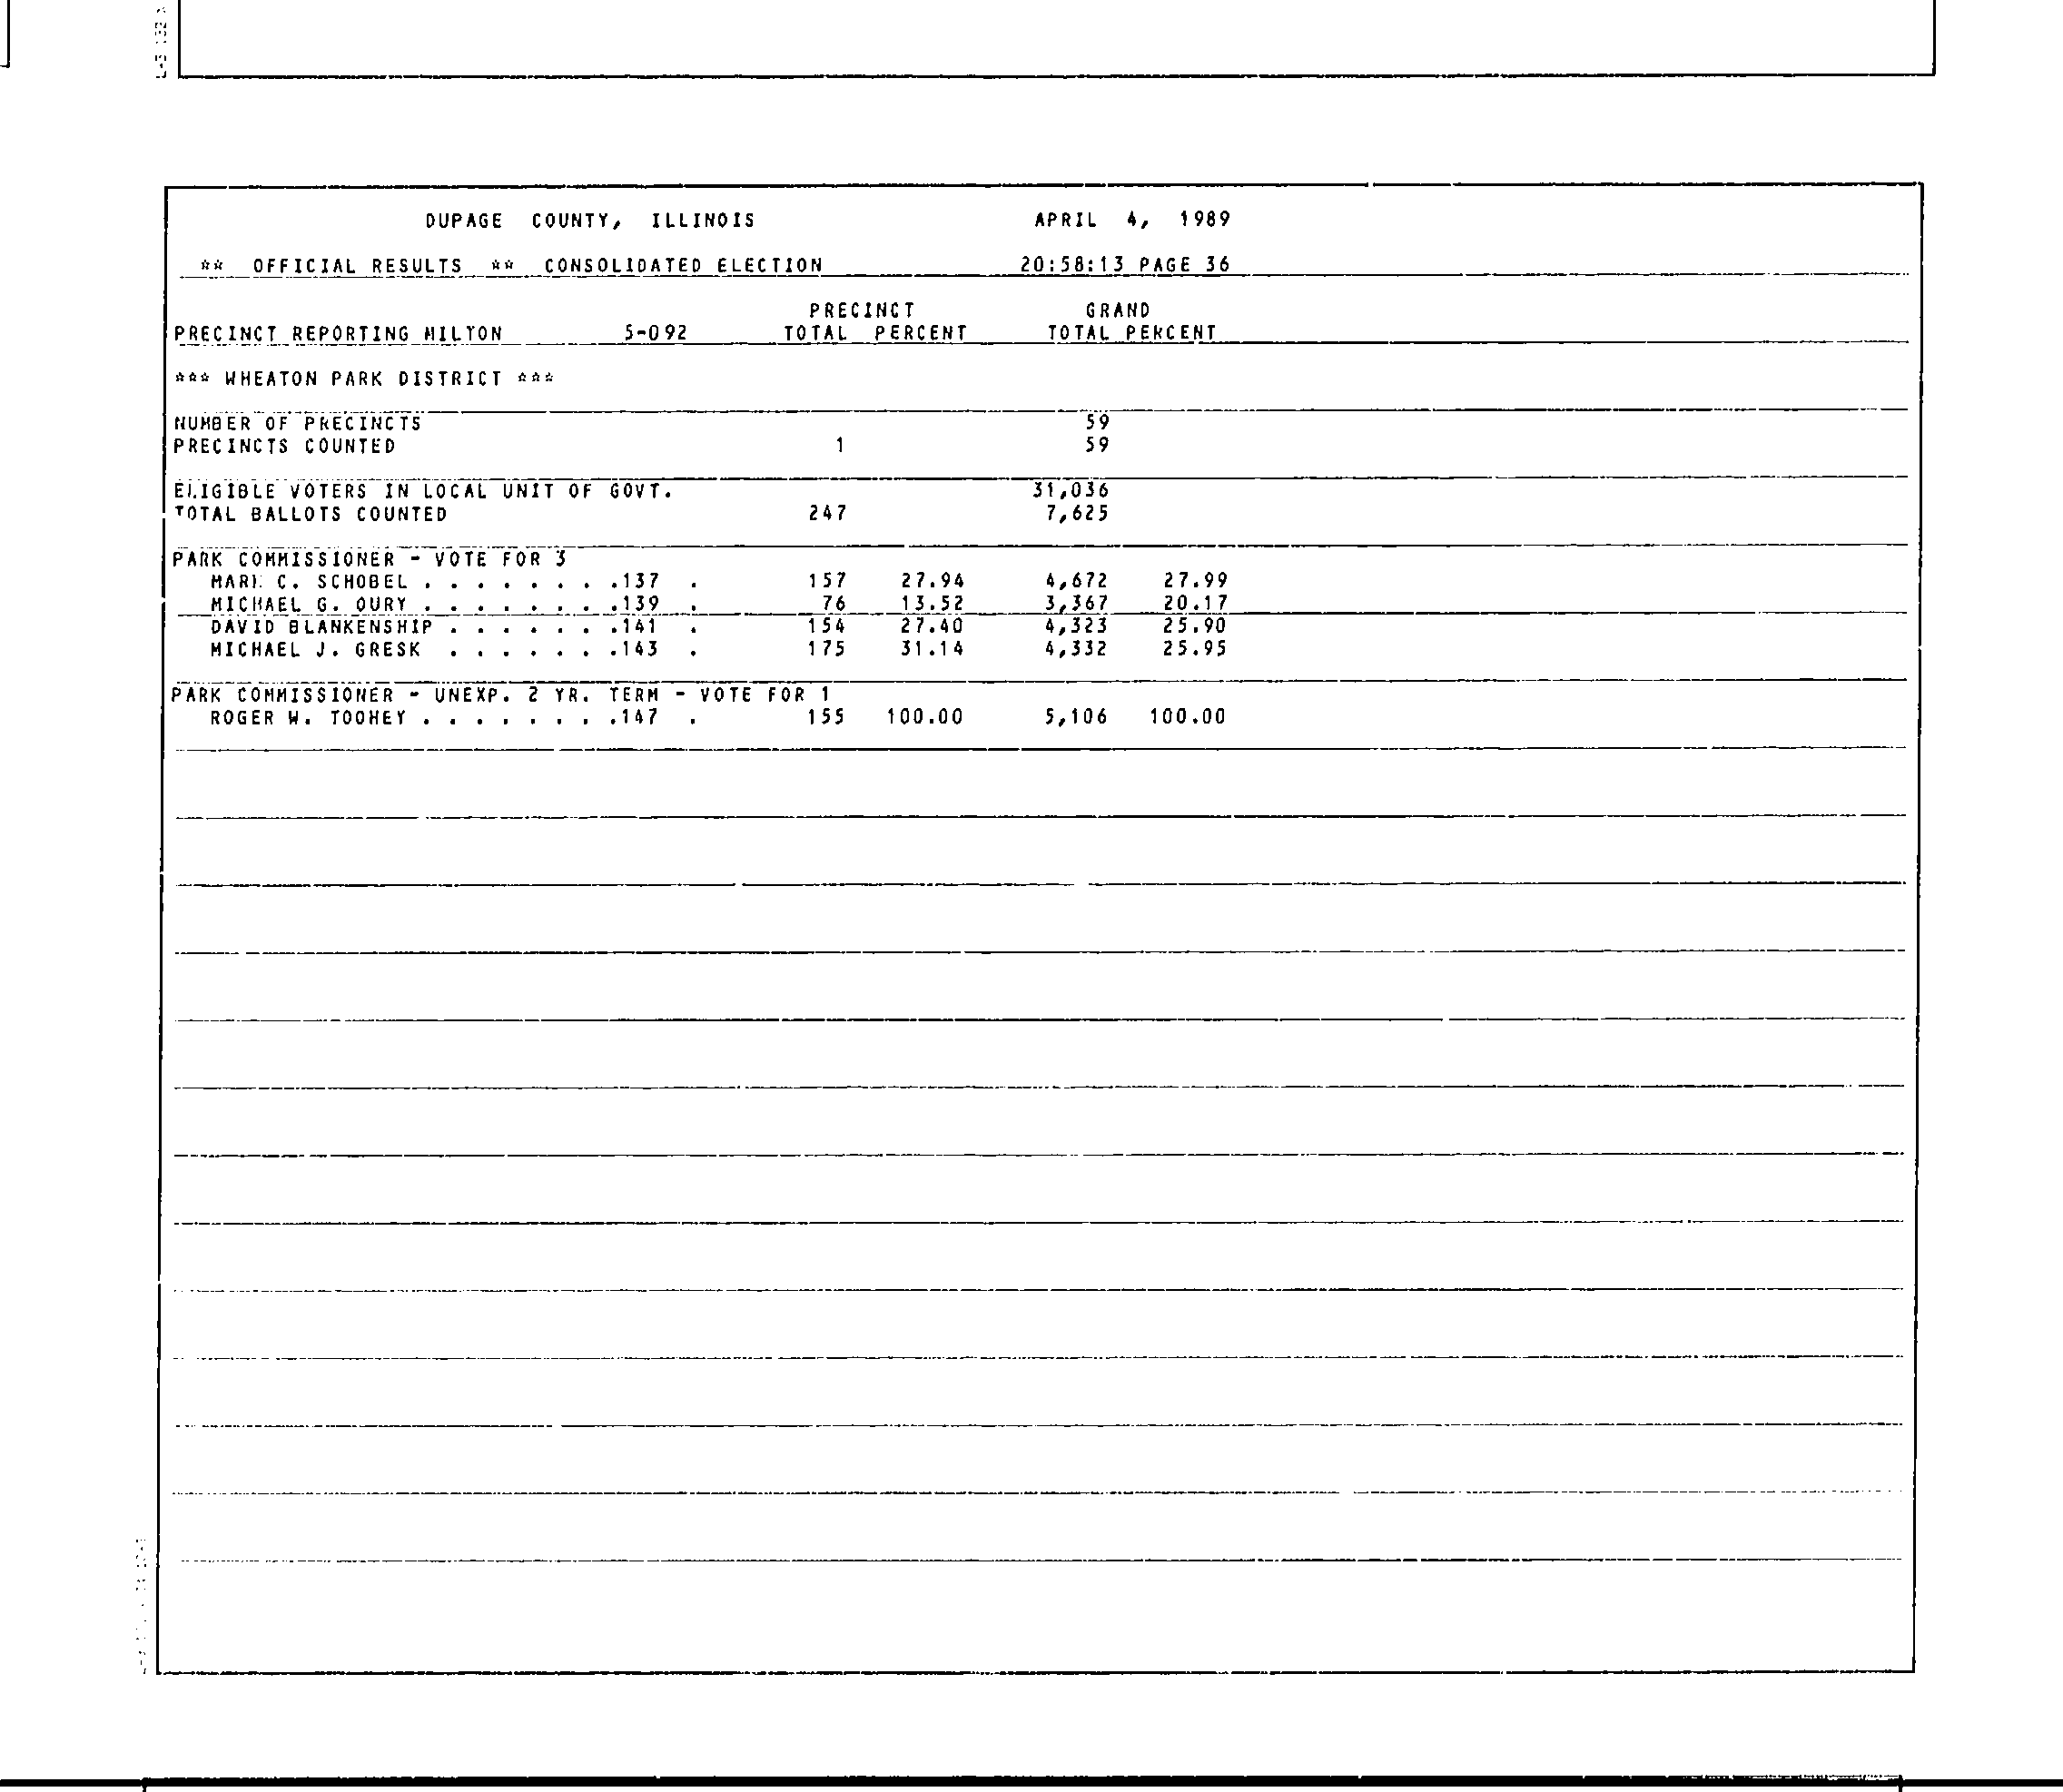 DUPAGE COUNTY, ILLINOIS APRIL 4, 1989
** OFFICIAL RESULTS ** CONSOLIDATED ELECTION 20:58:13 PAGE 36
PRECINCT GRAND
PRECINCT REPORTING MILTON 5-092 TOTAL PERCENT TOTAL PERCENT
*** WHEATON PARK DISTRICT ***
NUMBER OF PRECINCTS 59
PRECINCTS COUNTED 1 59
ELIGIBLE VOTERS IN LOCAL UNIT OF GOVT. 31,036
TOTAL BALLOTS COUNTED 247 7,625
PARK COMMISSIONER - VOTE FOR 3
MARK C. SCHOBEL . . . . . . . .137 . 157 27.94 4,672 27.99
MICHAEL G. OURY . . . . . . . .139 . 76 13.52 3,367 20.17
DAVID BLANKENSHIP . . . . . . .141 . 154 27.40 4,323 25.90
MICHAEL J. GRESK . . . . . . .143 . 175 31.14 4,332 25.95
PARK COMMISSIONER - UNEXP. 2 YR. TERM - VOTE FOR 1
ROGER W. TOOHEY . . . . . . . .147 . 155 100.00 5,106 100.00